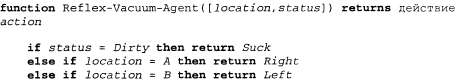 function Reflex-Vacuum-Agent([location,status]) returns действие
action
if status = Dirty then return Suck
else if location = A then return Right
else if location = B then return Left